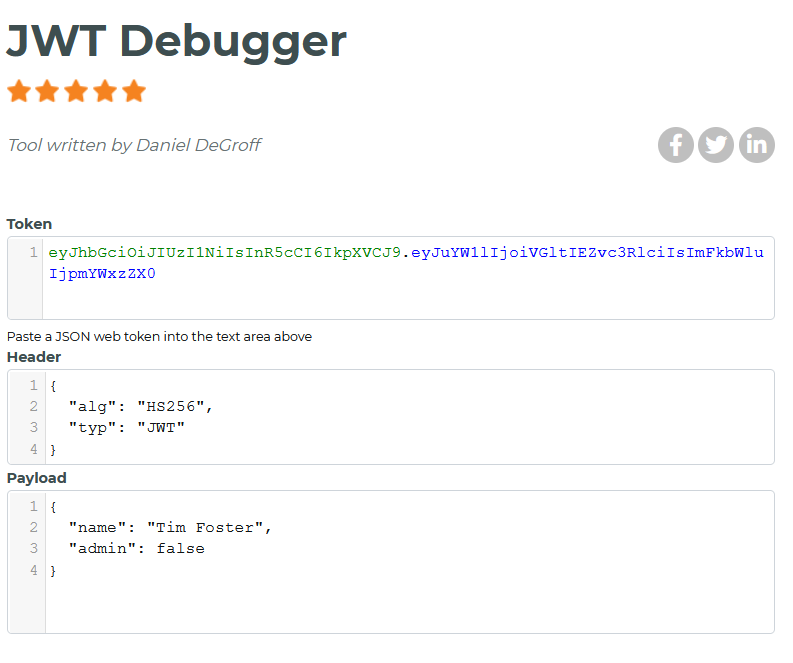 JWT Debugger
Tool written by Daniel DeGroff
Token
1 eyJhbGciOiJIUzI1NiIsInR5cCI6IkpXVCJ9.eyJuYW1lIjoiVGltIEZvc3RlciIsImFkbWlu
IjpmYWxzZX0
Paste a JSON web token into the text area above
Header
1 {
2 "alg": "HS256",
3 "typ": "JWT"
4 }
Payload
1 {
2 "name": "Tim Foster",
3 "admin": false
4 }